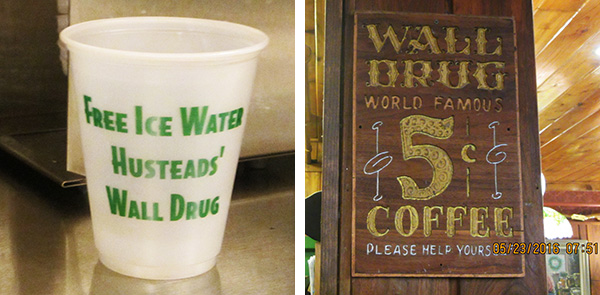 FREE ICE WATER
HUSTEADS'
WALL DRUG
WALL
DRUG
WORLD FAMOUS
5¢
COFFEE
PLEASE HELP YOURS
05/23/2016 07:51